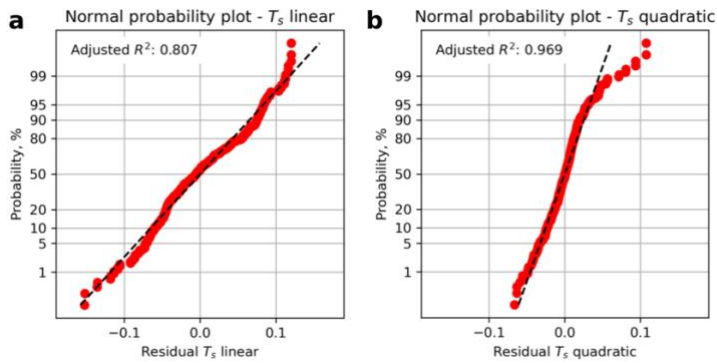 a
Normal probability plot - Ts linear
Adjusted R²: 0.807
99
95
90
80
50
20
10
5
1
Probability, %
−0.1 0.0 0.1
Residual Ts linear
b
Normal probability plot - Ts quadratic
Adjusted R²: 0.969
99
95
90
80
50
20
10
5
1
Probability, %
−0.1 0.0 0.1
Residual Ts quadratic